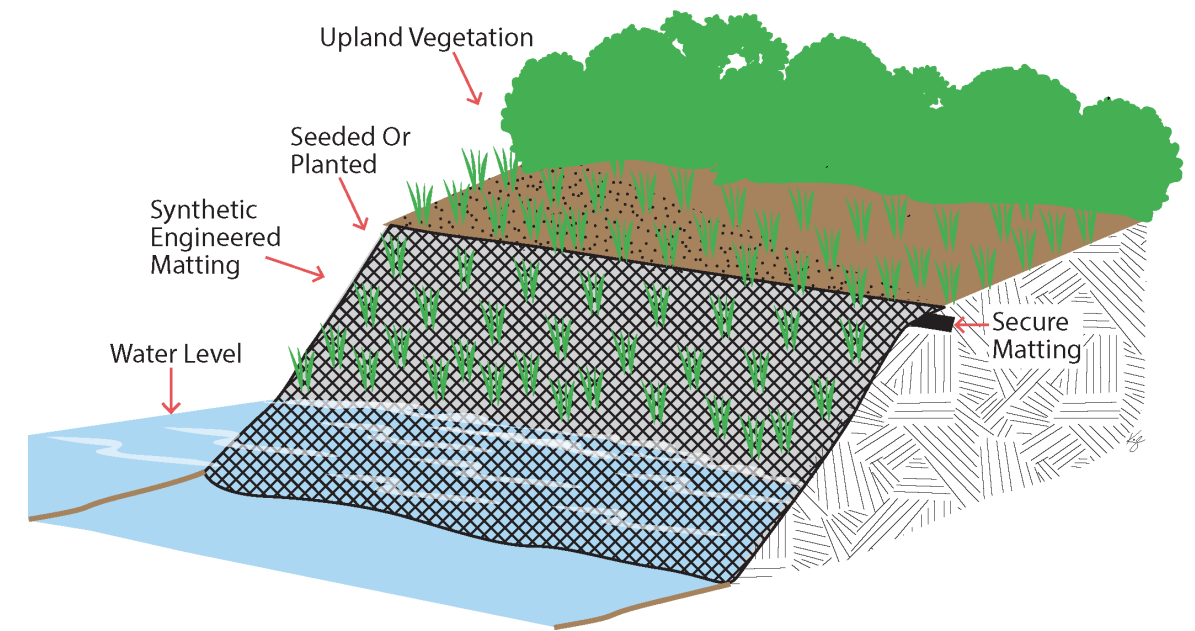 Upland Vegetation
Seeded Or
Planted
Synthetic
Engineered
Matting
Water Level
Secure
Matting